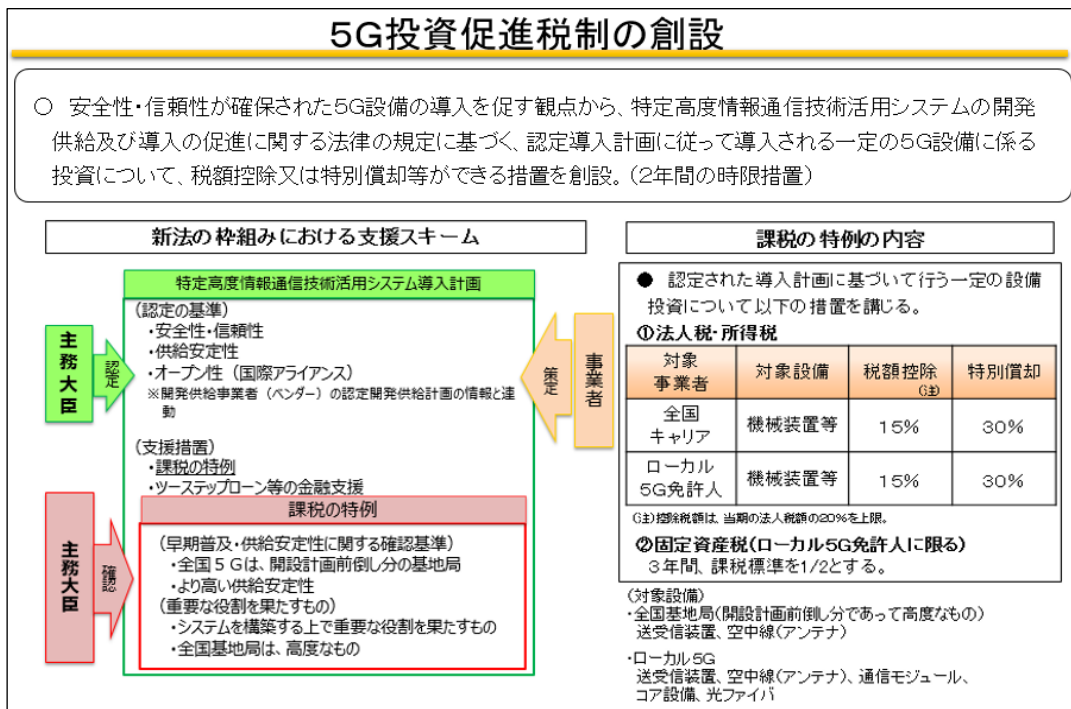 5G投資促進税制の創設
○ 安全性・信頼性が確保された5G設備の導入を促す観点から、特定高度情報通信技術活用システムの開発
供給及び導入の促進に関する法律の規定に基づく、認定導入計画に従って導入される一定の5G設備に係る
投資について、税額控除又は特別償却等ができる措置を創設。(2年間の時限措置)
新法の枠組みにおける支援スキーム
特定高度情報通信技術活用システム導入計画
(認定の基準)
・安全性・信頼性
・供給安定性
・オープン性(国際アライアンス)
※開発供給事業者(ベンダー)の認定開発供給計画の情報と連
動
主務大臣
認定
策定
事業者
(支援措置)
・課税の特例
・ツーステップローン等の金融支援
課税の特例
(早期普及・供給安定性に関する確認基準)
・全国5Gは、開設計画前倒し分の基地局
・より高い供給安定性
(重要な役割を果たすもの)
・システムを構築する上で重要な役割を果たすもの
・全国基地局は、高度なもの
主務大臣
確認
課税の特例の内容
● 認定された導入計画に基づいて行う一定の設備
投資について以下の措置を講じる。
①法人税・所得税
対象
事業者
対象設備
税額控除
(注)
特別償却
全国
キャリア
機械装置等
15%
30%
ローカル
5G免許人
機械装置等
15%
30%
(注)控除税額は、当期の法人税額の20%を上限。
②固定資産税(ローカル5G免許人に限る)
3年間、課税標準を1/2とする。
(対象設備)
・全国基地局(開設計画前倒し分であって高度なもの)
送受信装置、空中線(アンテナ)
・ローカル5G
送受信装置、空中線(アンテナ)、通信モジュール、
コア設備、光ファイバ